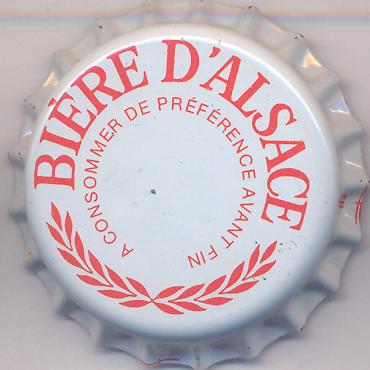 BIÈRE D'ALSACE
A CONSOMMER DE PRÉFÉRENCE AVANT FIN